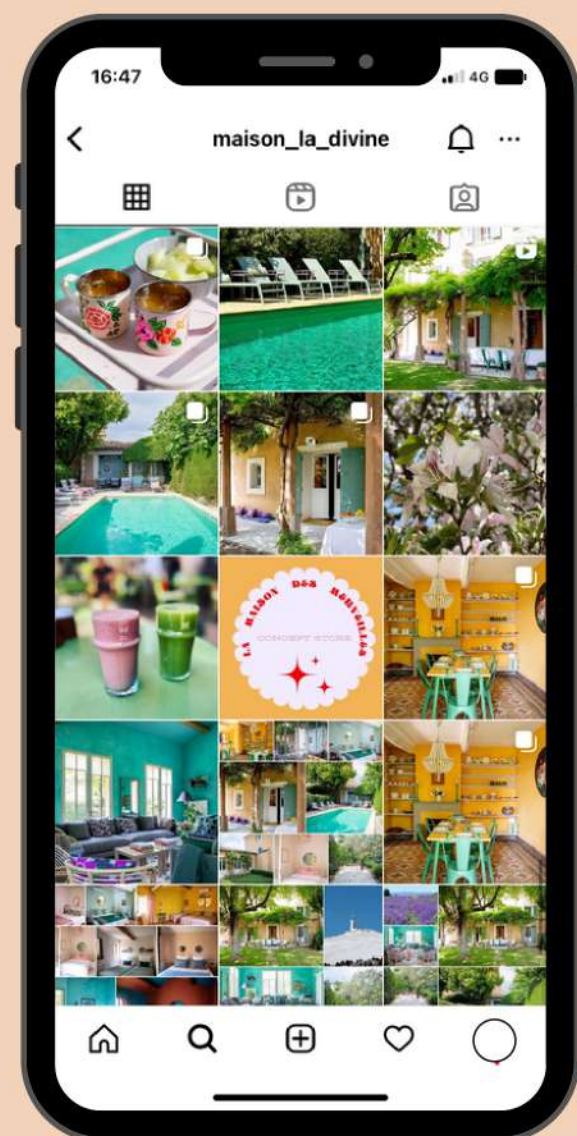 16:47
4G
maison_la_divine
LA MAISON DES MERVEILLES
CONCEPT STORE